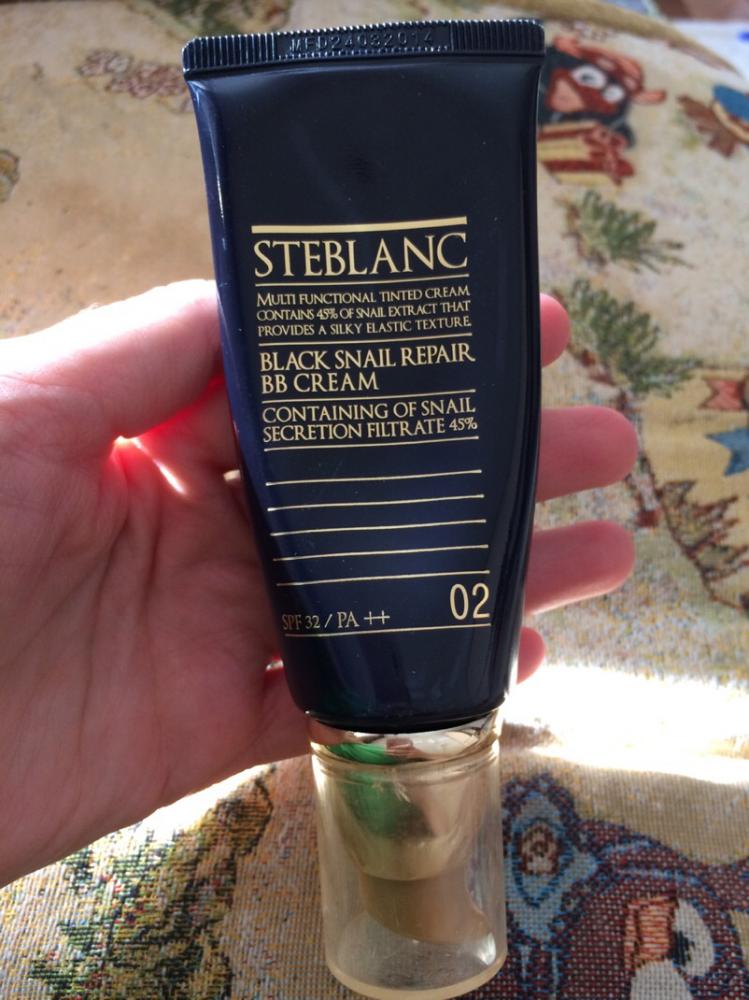 MFD24032014
STEBLANC
MULTI FUNCTIONAL TINTED CREAM
CONTAINS 45% OF SNAIL EXTRACT THAT
PROVIDES A SILKY ELASTIC TEXTURE.
BLACK SNAIL REPAIR
BB CREAM
CONTAINING OF SNAIL
SECRETION FILTRATE 45%
SPF 32 / PA ++
02